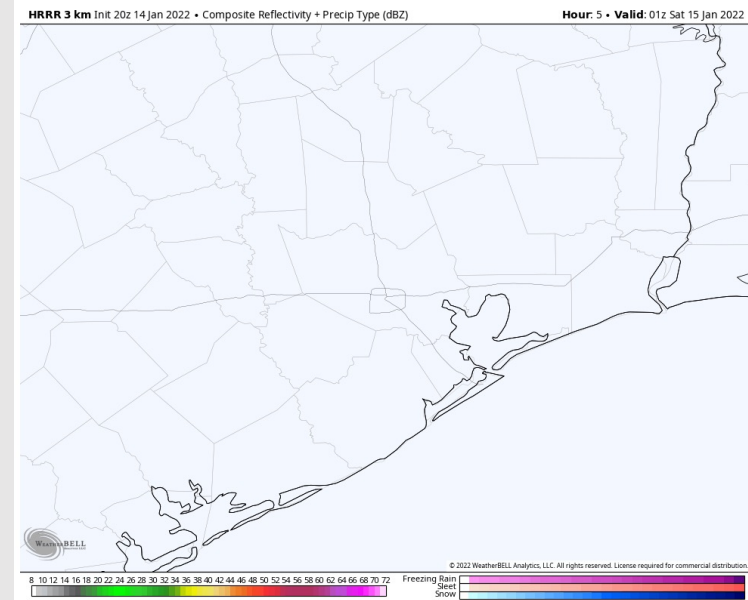 HRRR 3 km Init 20z 14 Jan 2022 • Composite Reflectivity + Precip Type (dBZ)
Hour: 5 • Valid: 01z Sat 15 Jan 2022
WEATHERBELL
© 2022 WeatherBELL Analytics, LLC. All rights reserved. License required for commercial distribution.
8 10 12 14 16 18 20 22 24 26 28 30 32 34 36 38 40 42 44 46 48 50 52 54 56 58 60 62 64 66 68 70 72
Freezing Rain
Sleet
Snow